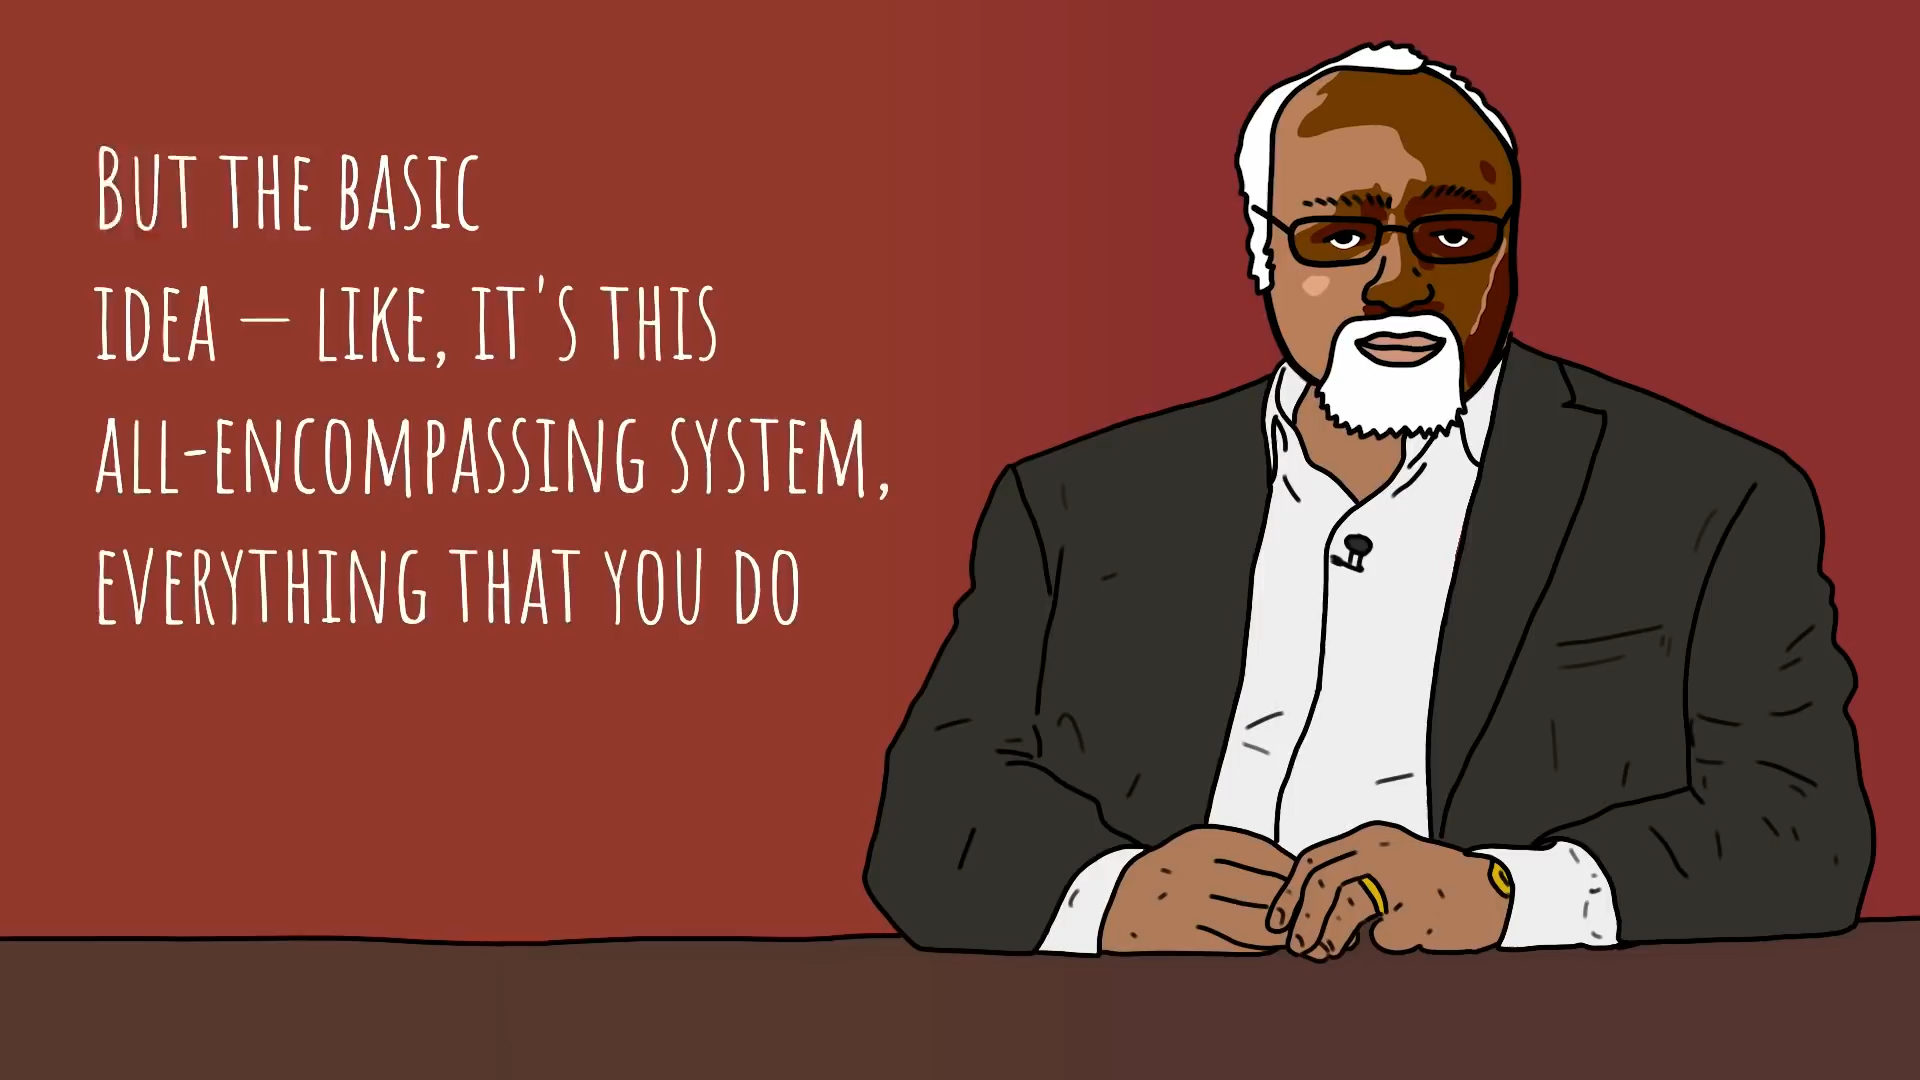 But the basic
idea — like, it's this
all-encompassing system,
everything that you do